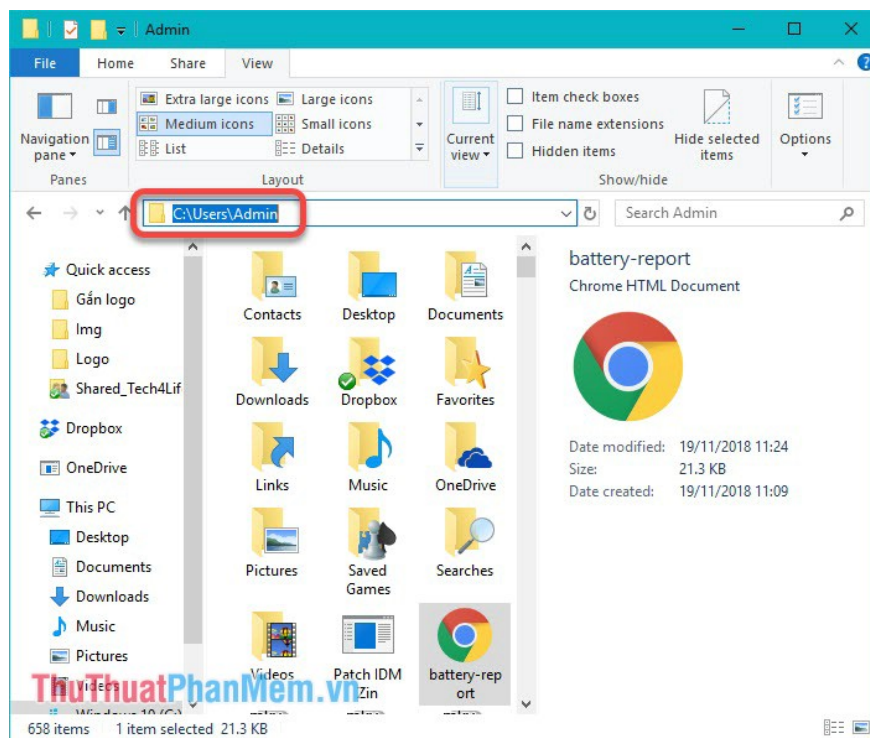 Admin
File Home Share View
Navigation pane
Extra large icons Large icons
Medium icons Small icons
List Details
Current view
Item check boxes
File name extensions
Hidden items
Hide selected items
Options
Panes Layout Show/hide
C:\Users\Admin
Search Admin
Quick access
Gắn logo
Img
Logo
Shared_Tech4Lif
Dropbox
OneDrive
This PC
Desktop
Documents
Downloads
Music
Pictures
Videos
Contacts Desktop Documents
Downloads Dropbox Favorites
Links Music OneDrive
Pictures Saved Games Searches
Videos Patch IDM Zin battery-rep
ort
battery-report
Chrome HTML Document
Date modified: 19/11/2018 11:24
Size: 21.3 KB
Date created: 19/11/2018 11:09
ThuThuatPhanMem.vn
658 items 1 item selected 21.3 KB